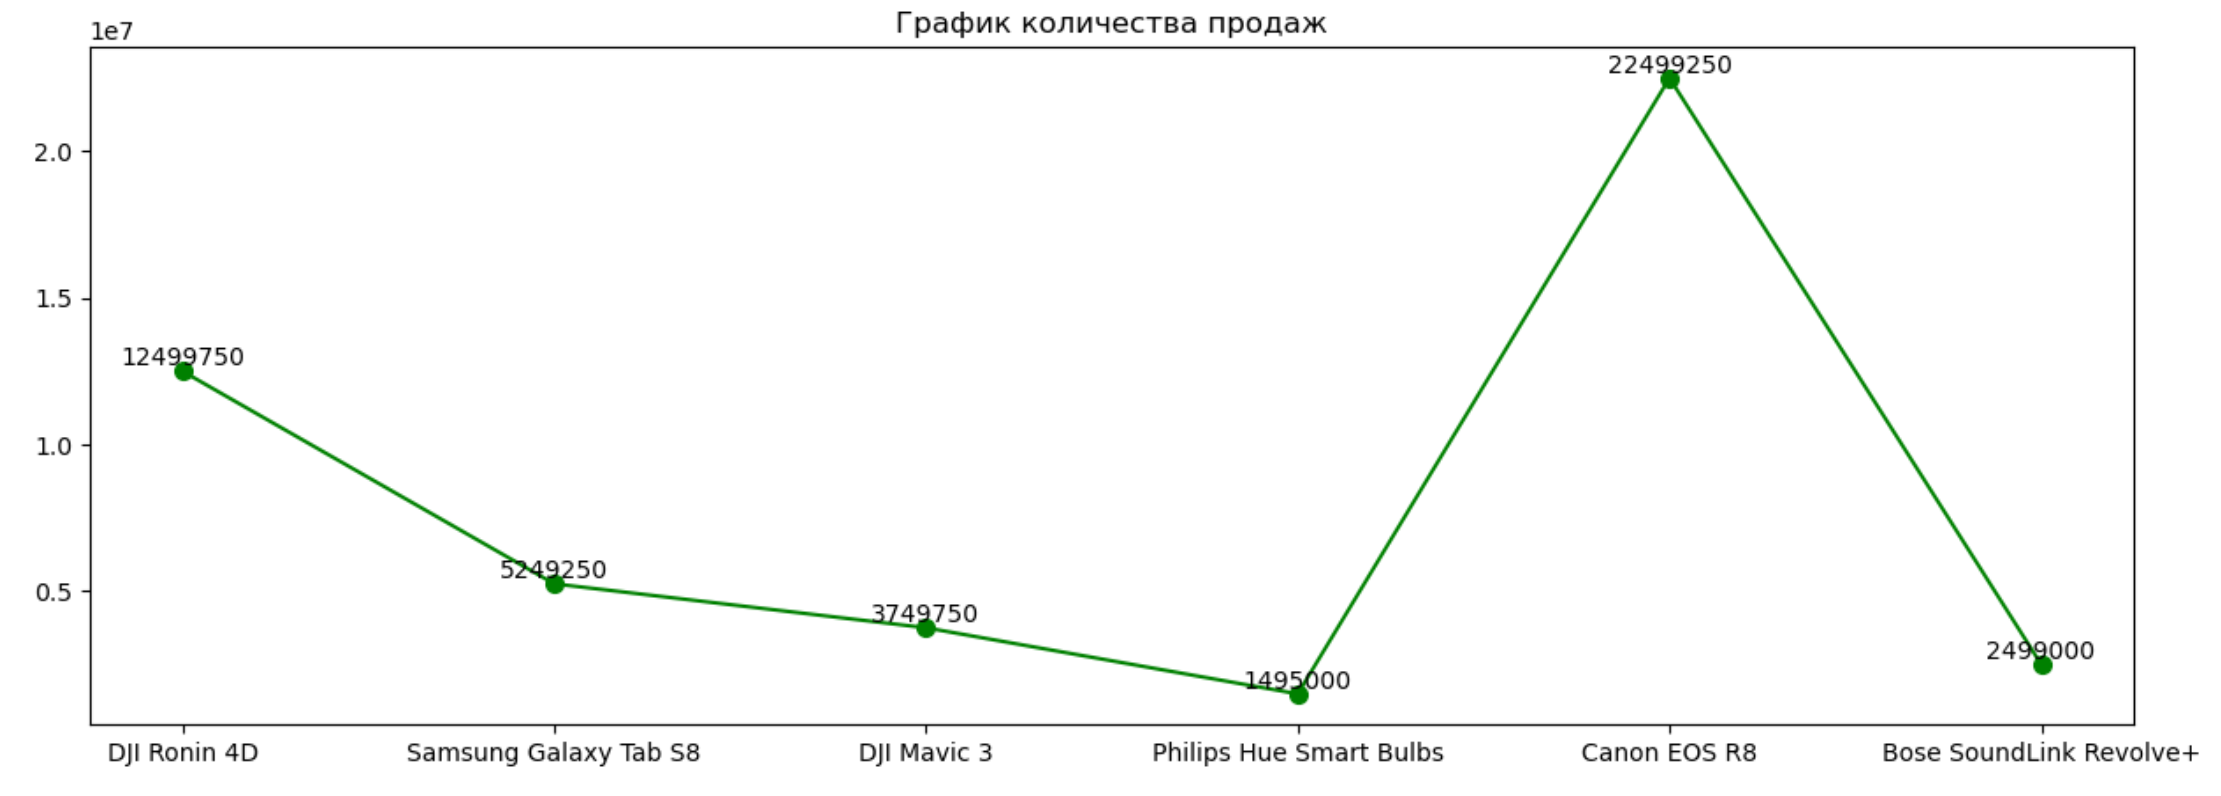 График количества продаж
1e7
2.0
1.5
1.0
0.5
12499750
5249250
3749750
1495000
22499250
2499000
DJI Ronin 4D
Samsung Galaxy Tab S8
DJI Mavic 3
Philips Hue Smart Bulbs
Canon EOS R8
Bose SoundLink Revolve+